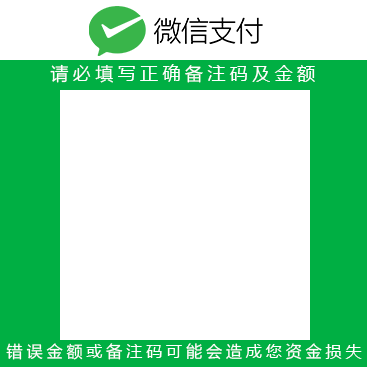 微信支付
请必填写正确备注码及金额
错误金额或备注码可能会造成您资金损失